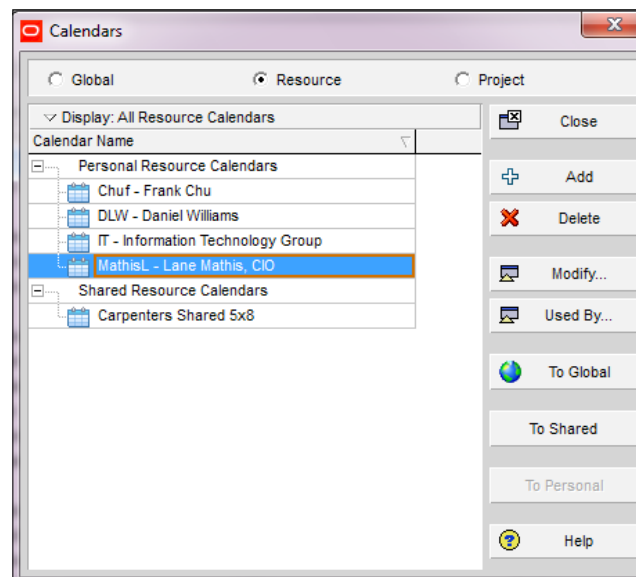 Calendars
Global Resource Project
Display: All Resource Calendars
Calendar Name
Personal Resource Calendars
Chuf - Frank Chu
DLW - Daniel Williams
IT - Information Technology Group
MathisL - Lane Mathis, CIO
Shared Resource Calendars
Carpenters Shared 5x8
Close
Add
Delete
Modify...
Used By...
To Global
To Shared
To Personal
Help